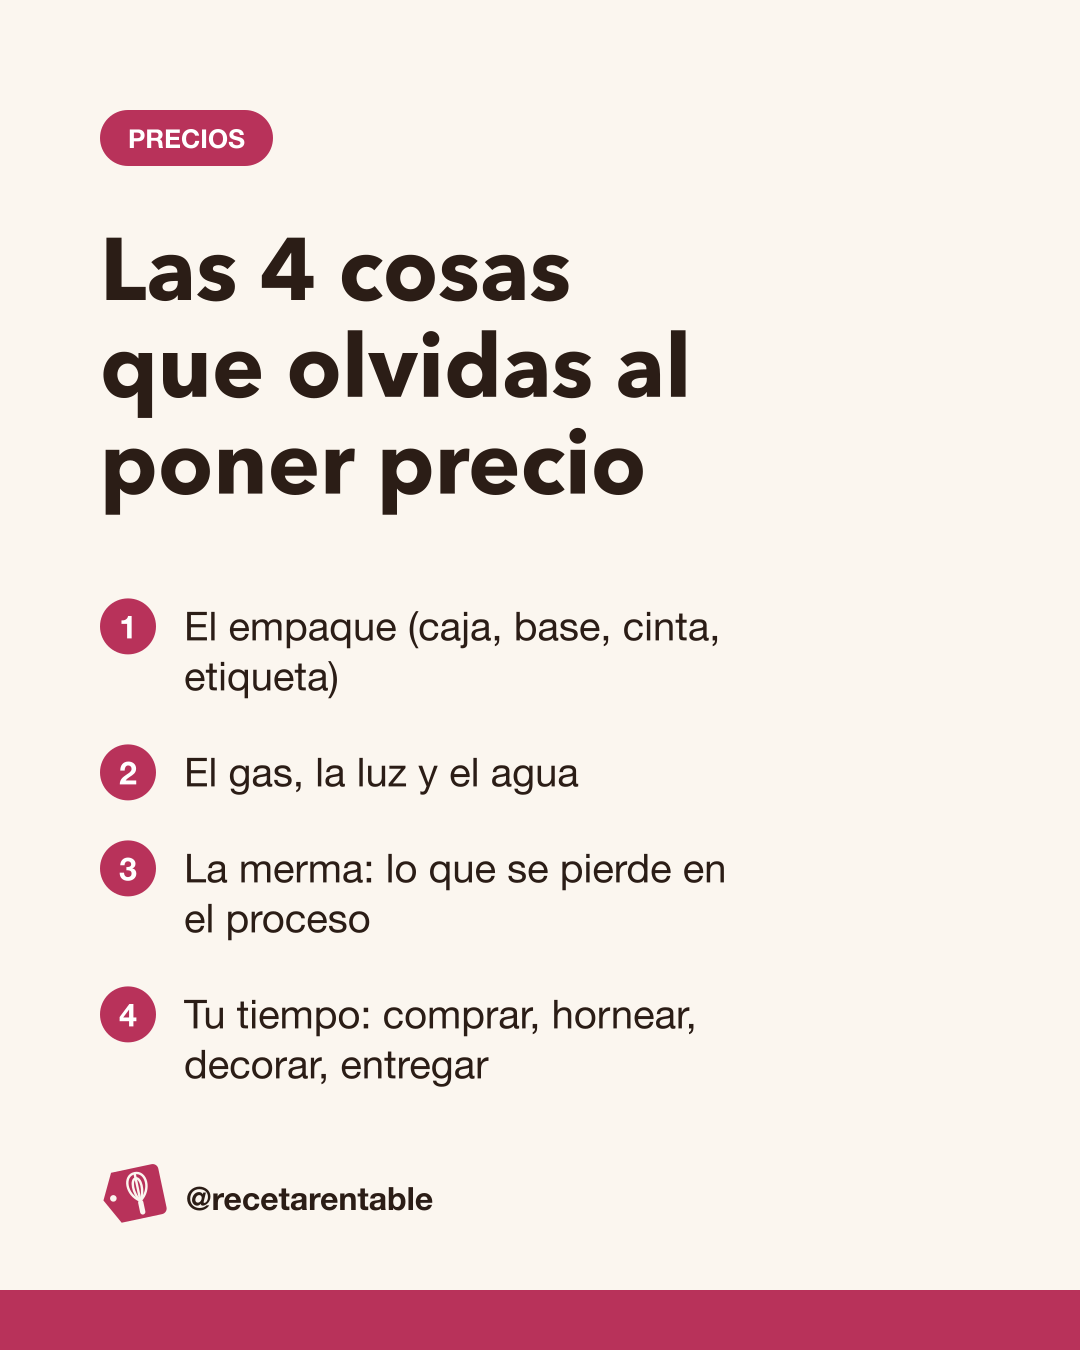 PRECIOS
Las 4 cosas
que olvidas al
poner precio
1 El empaque (caja, base, cinta,
etiqueta)
2 El gas, la luz y el agua
3 La merma: lo que se pierde en
el proceso
4 Tu tiempo: comprar, hornear,
decorar, entregar
@recetarentable